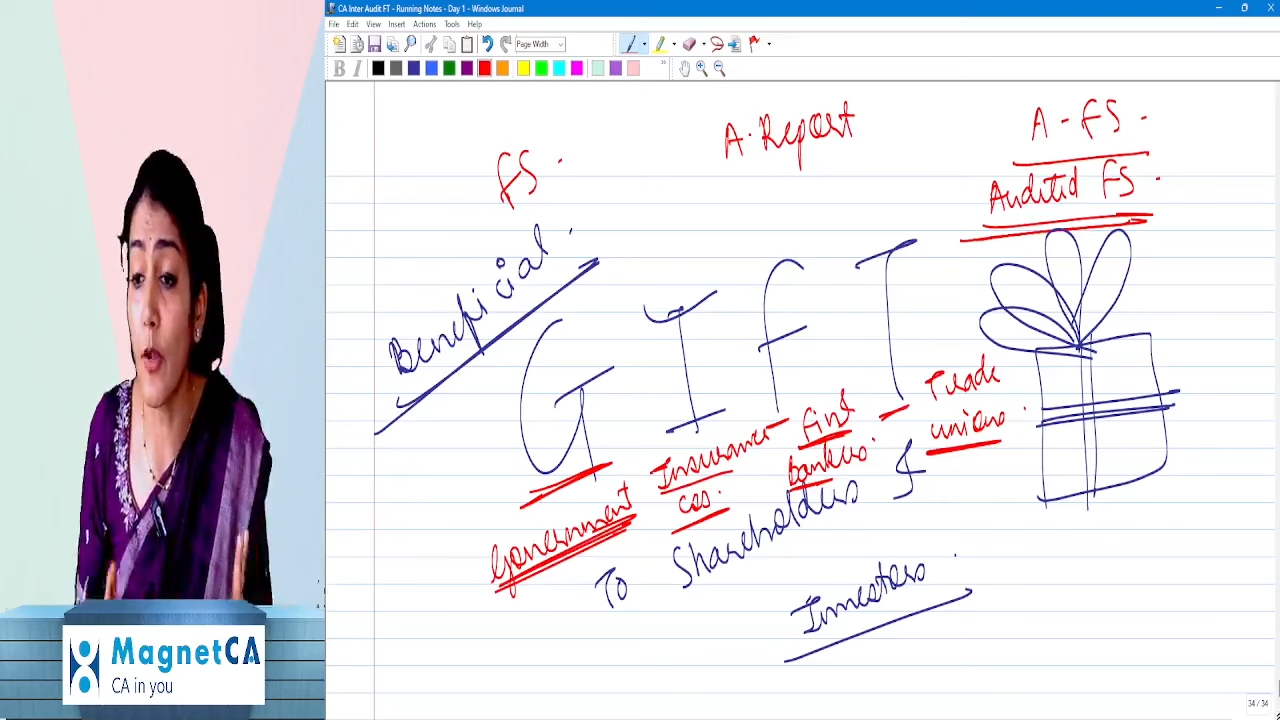 CA Inter Audit FT - Running Notes - Day 1 - Windows Journal
File Edit View Insert Actions Tools Help
Page Width
B I
FS.
A. Report
A - FS.
Audited FS.
Beneficial.
G I F T
Government
Insurance
cos.
First
bankers.
Trade
unions.
To Shareholders &
Investors
34 / 34
MagnetCA
CA in you